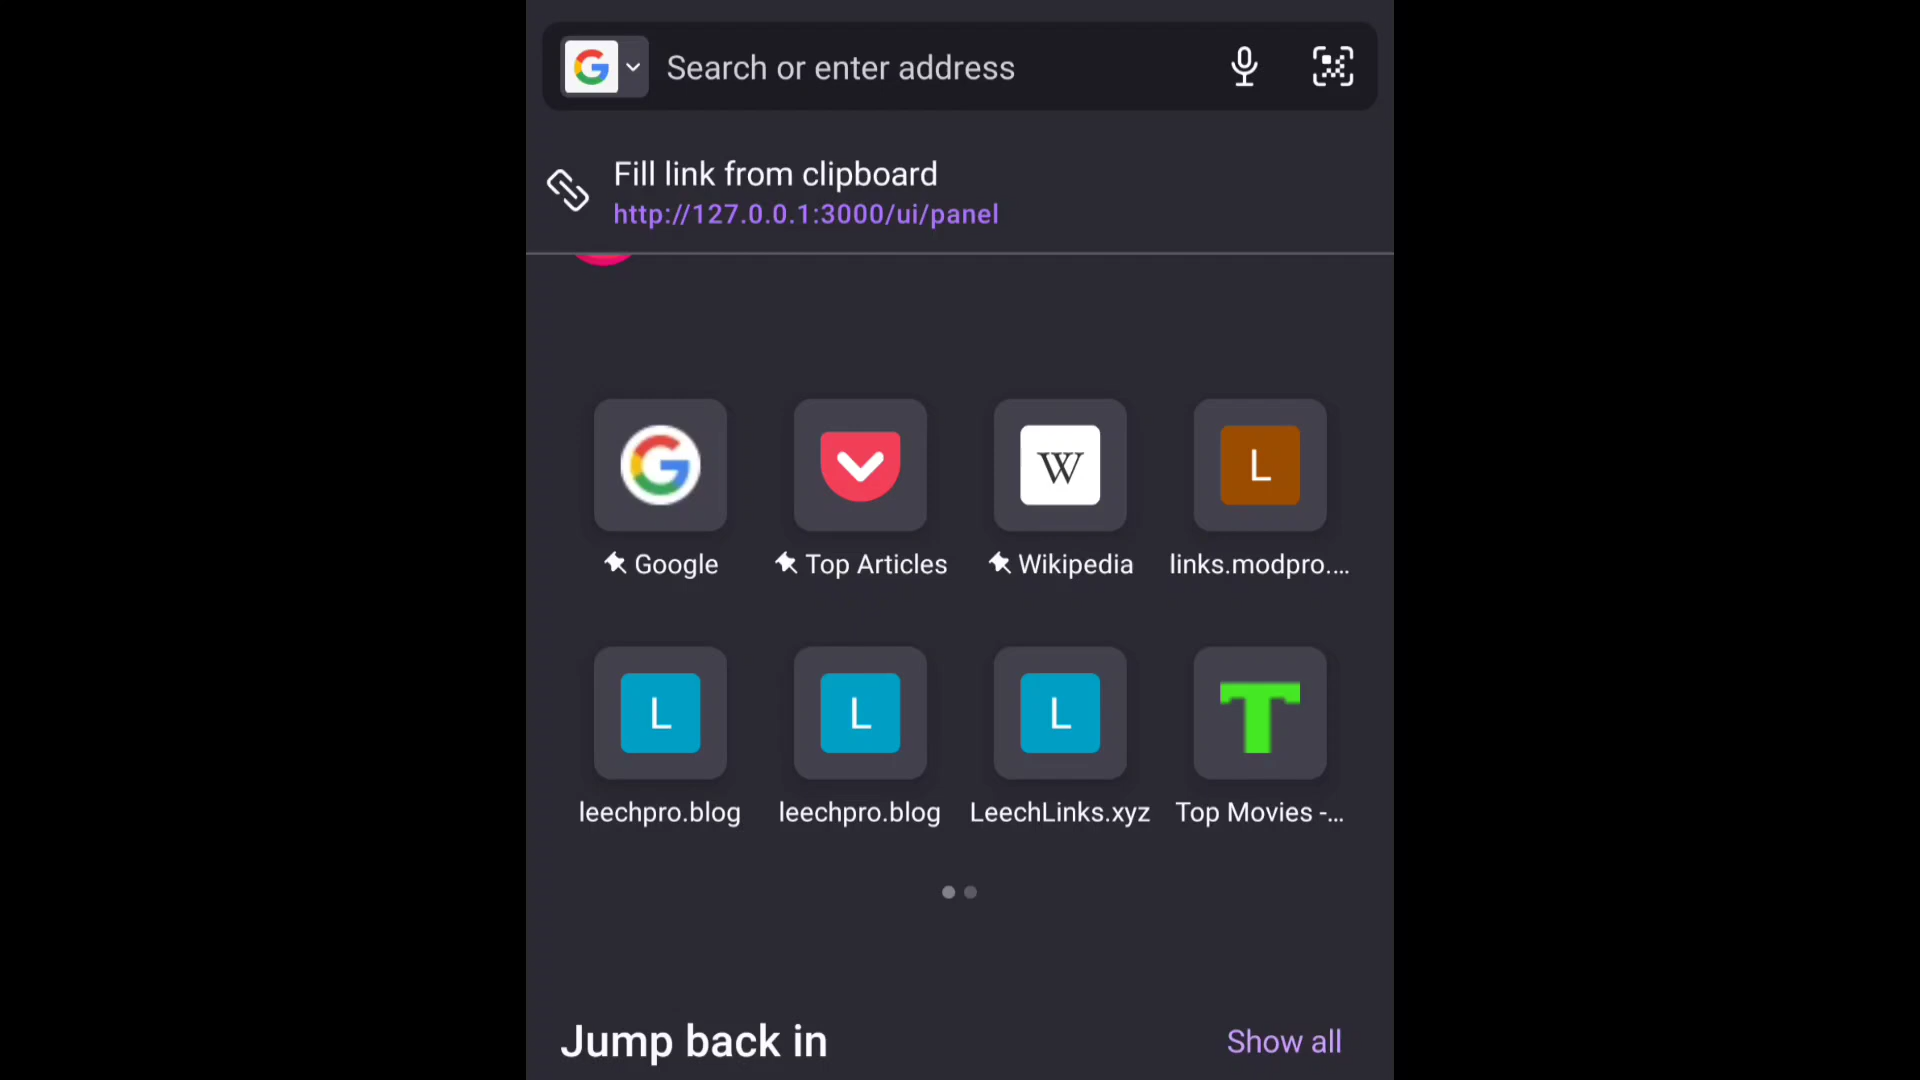 Search or enter address
Fill link from clipboard
http://127.0.0.1:3000/ui/panel
W
L
Google
Top Articles
Wikipedia
links.modpro....
L
L
L
leechpro.blog
leechpro.blog
LeechLinks.xyz
Top Movies -...
Jump back in
Show all